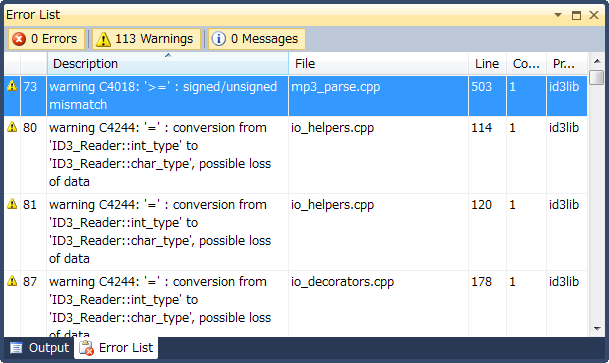 Error List
0 Errors 113 Warnings 0 Messages
Description File Line Co... Pr...
73 warning C4018: '>=' : signed/unsigned mp3_parse.cpp 503 1 id3lib
mismatch
80 warning C4244: '=' : conversion from io_helpers.cpp 114 1 id3lib
'ID3_Reader::int_type' to
'ID3_Reader::char_type', possible loss
of data
81 warning C4244: '=' : conversion from io_helpers.cpp 120 1 id3lib
'ID3_Reader::int_type' to
'ID3_Reader::char_type', possible loss
of data
87 warning C4244: '=' : conversion from io_decorators.cpp 178 1 id3lib
'ID3_Reader::int_type' to
'ID3_Reader::char_type', possible loss
of data
Output Error List